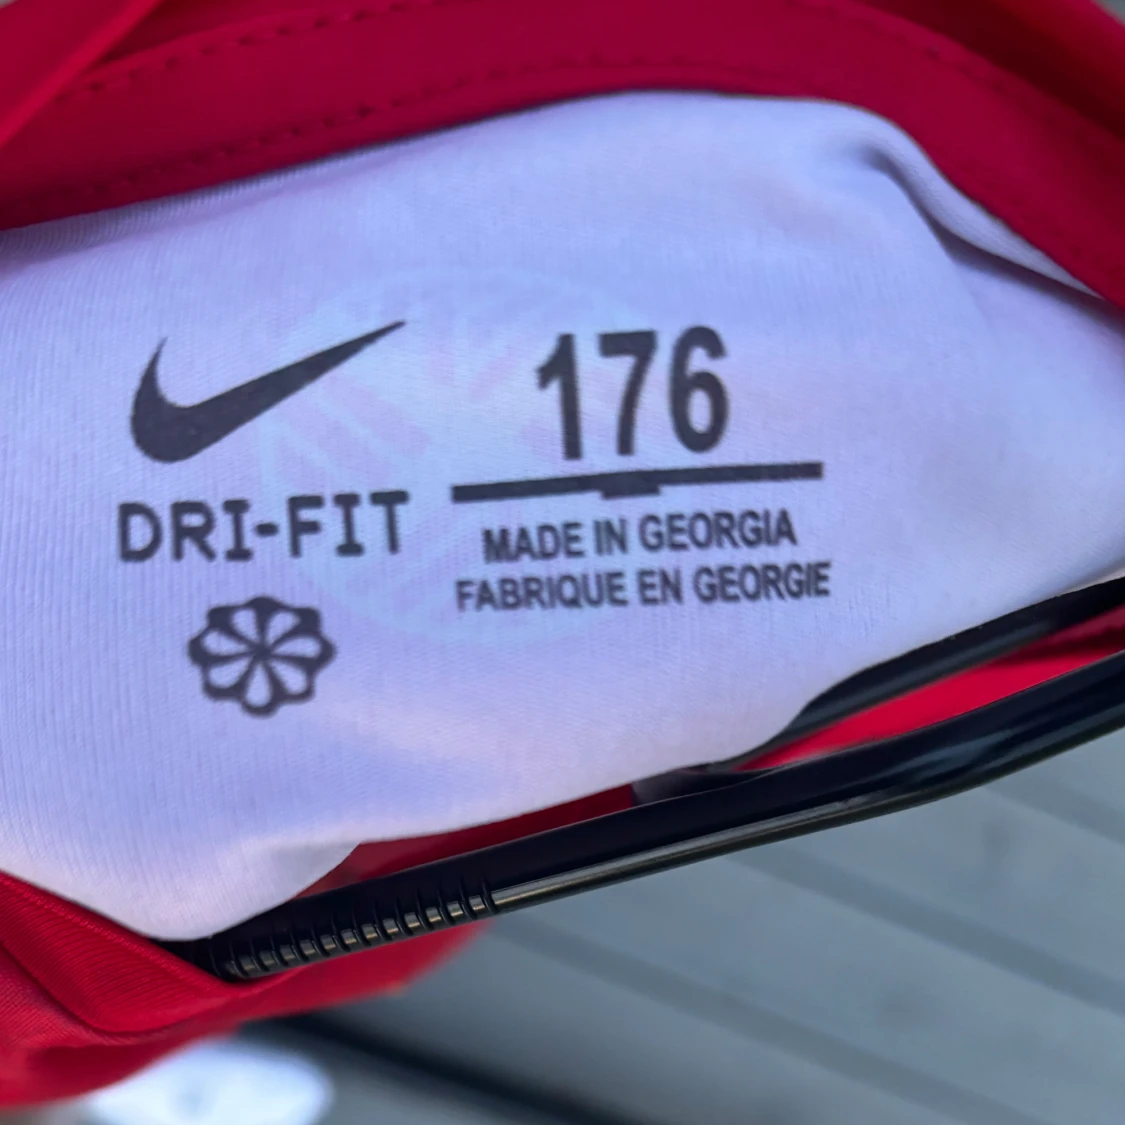 DRI-FIT
176
MADE IN GEORGIA
FABRIQUE EN GEORGIE